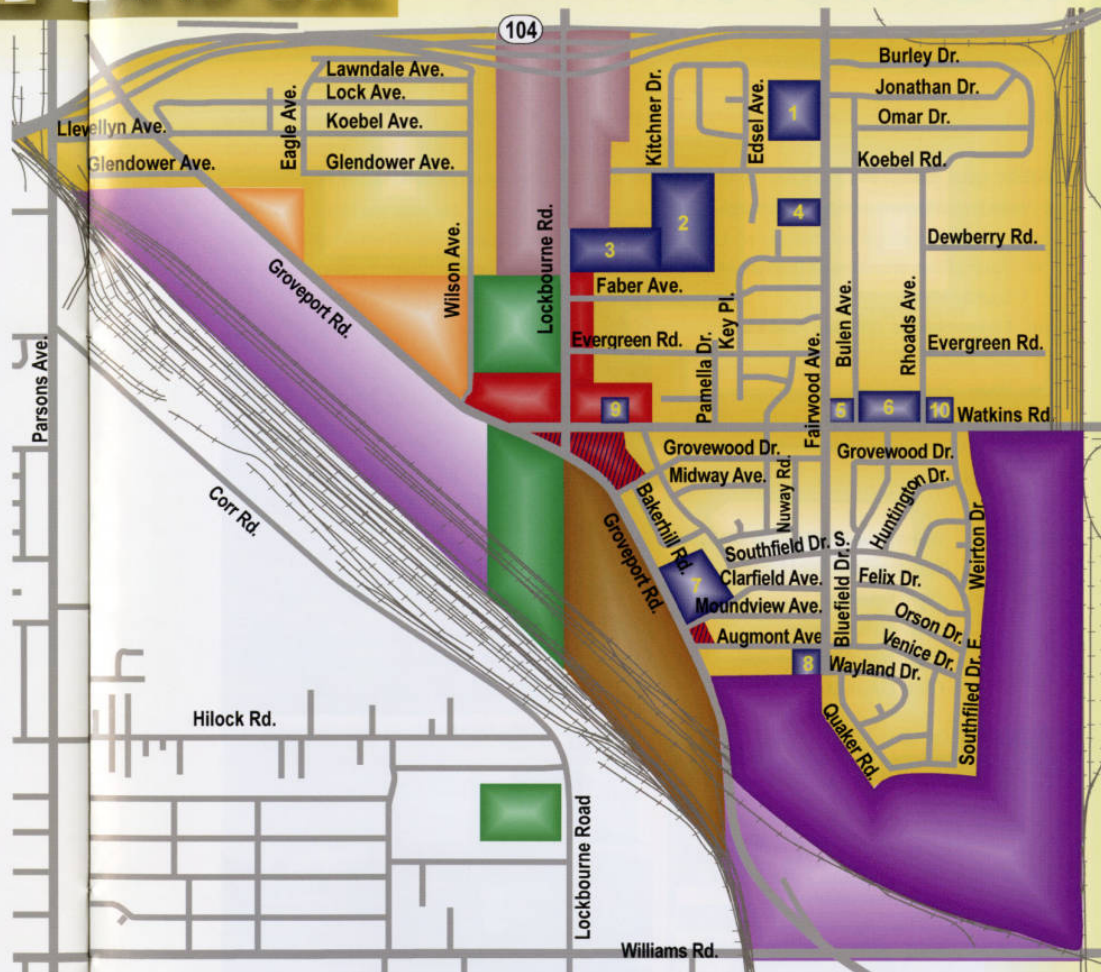 104
Burley Dr.
Lawndale Ave.
Jonathan Dr.
Lock Ave.
Eagle Ave.
Kitchner Dr.
Edsel Ave.
1
Omar Dr.
Llewellyn Ave.
Koebel Ave.
Glendower Ave.
Glendower Ave.
Koebel Rd.
2
4
3
Dewberry Rd.
Groveport Rd.
Wilson Ave.
Lockbourne Rd.
Faber Ave.
Key Pl.
Bulen Ave.
Rhoads Ave.
Evergreen Rd.
Evergreen Rd.
Parsons Ave.
Pamella Dr.
Fairwood Ave.
9
5
6
10
Watkins Rd
Grovewood Dr.
Grovewood Dr.
Midway Ave.
Nuway Rd.
Huntington Dr.
Corr Rd.
Bakerhill Rd.
Groveport Rd.
Southfield Dr. S.
Weirton Dr.
7
Clarfield Ave.
Felix Dr.
Moundview Ave.
Bluefield Dr.
Orson Dr.
Augmont Ave
Venice Dr.
8
Wayland Dr.
Southfiled Dr. E.
Quaker Rd.
Hilock Rd.
Lockbourne Road
Williams Rd.